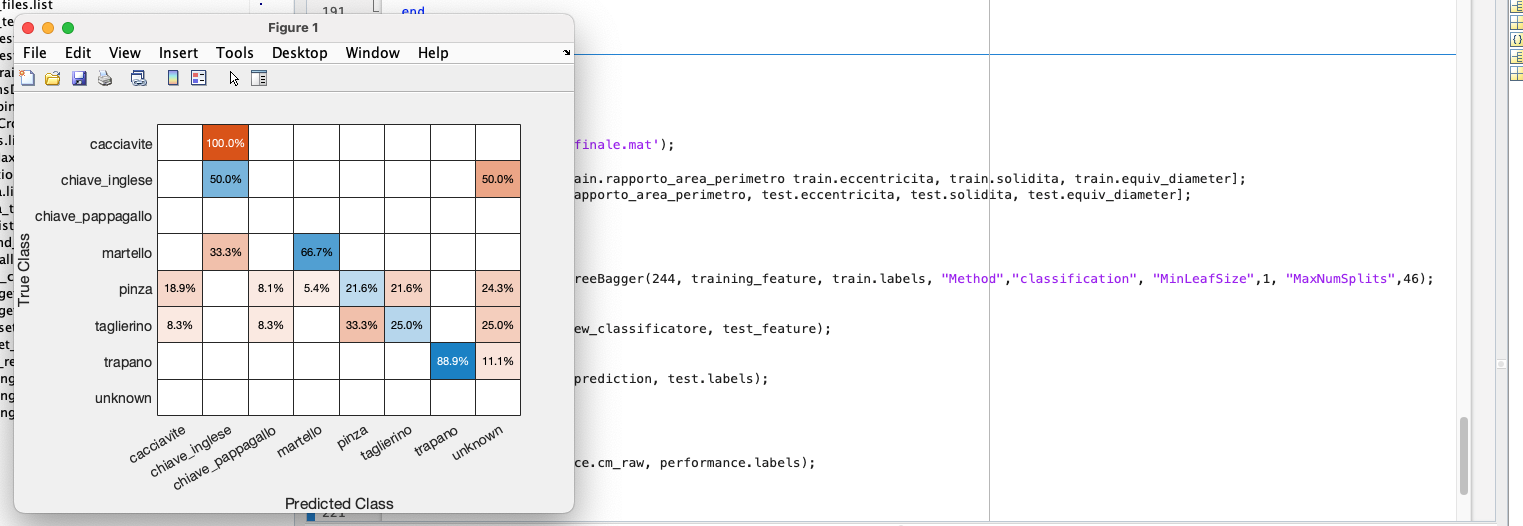 _files.list
191
end
Figure 1
File Edit View Insert Tools Desktop Window Help
cacciavite 100.0%
finale.mat');
chiave_inglese 50.0% 50.0%
ain.rapporto_area_perimetro train.eccentricita, train.solidita, train.equiv_diameter];
apporto_area_perimetro, test.eccentricita, test.solidita, test.equiv_diameter];
chiave_pappagallo
martello 33.3% 66.7%
True Class
pinza 18.9% 8.1% 5.4% 21.6% 21.6% 24.3%
reeBagger(244, training_feature, train.labels, "Method","classification", "MinLeafSize",1, "MaxNumSplits",46);
taglierino 8.3% 8.3% 33.3% 25.0% 25.0%
ew_classificatore, test_feature);
trapano 88.9% 11.1%
prediction, test.labels);
unknown
cacciavite chiave_inglese chiave_pappagallo martello pinza taglierino trapano unknown
ce.cm_raw, performance.labels);
Predicted Class
221